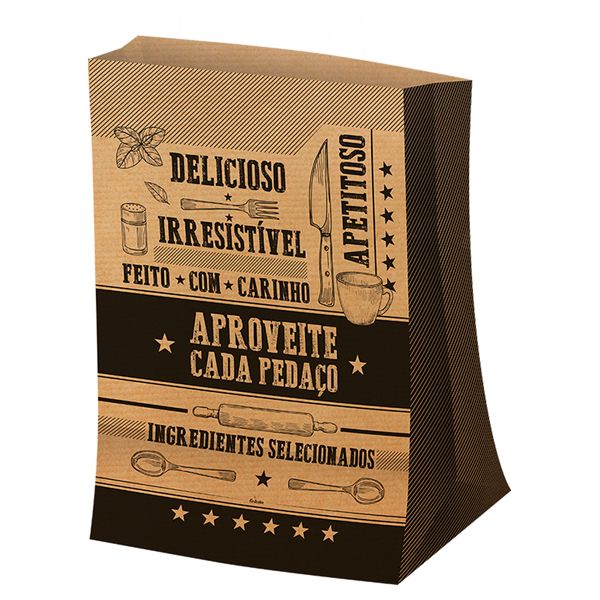 DELICIOSO
IRRESISTÍVEL
APETITOSO
FEITO ★ COM ★ CARINHO
APROVEITE
CADA PEDAÇO
INGREDIENTES SELECIONADOS